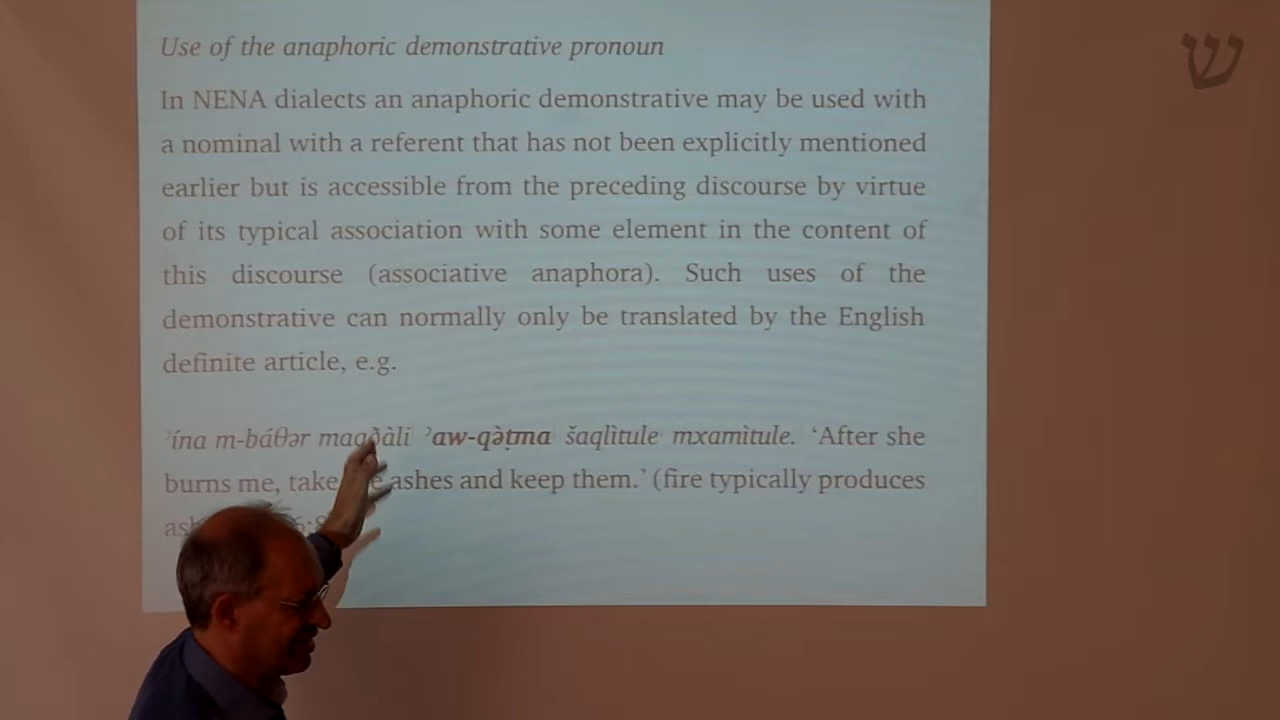 Use of the anaphoric demonstrative pronoun
In NENA dialects an anaphoric demonstrative may be used with
a nominal with a referent that has not been explicitly mentioned
earlier but is accessible from the preceding discourse by virtue
of its typical association with some element in the content of
this discourse (associative anaphora). Such uses of the
demonstrative can normally only be translated by the English
definite article, e.g.
ʾína m-báθər maqðàli ʾaw-qə̀ṭma šaqlìtule mxamìtule. ‘After she
burns me, take ashes and keep them.’ (fire typically produces
ש